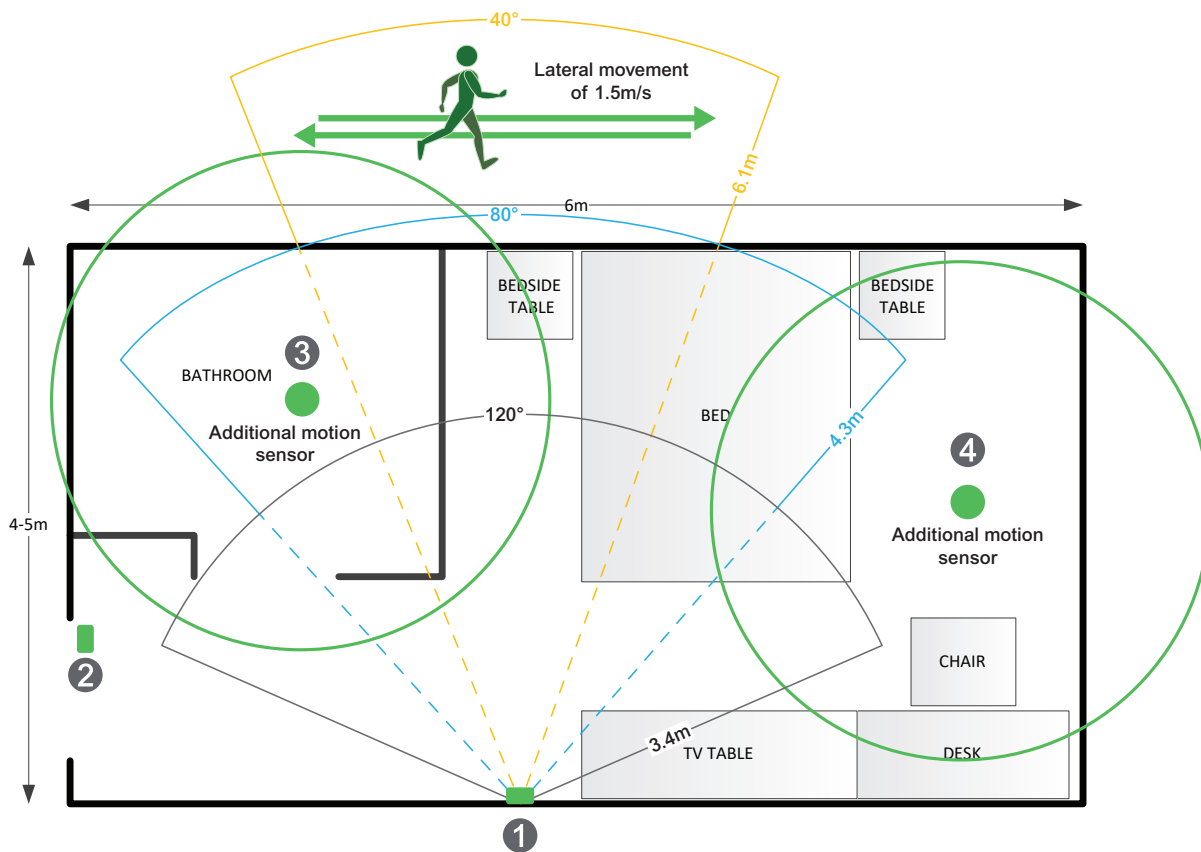 40°
Lateral movement
of 1.5m/s
6.1m
6m
80°
BEDSIDE
TABLE
BEDSIDE
TABLE
3
BATHROOM
Additional motion
sensor
120°
BED
4.3m
4
Additional motion
sensor
4-5m
2
CHAIR
3.4m
TV TABLE
DESK
1